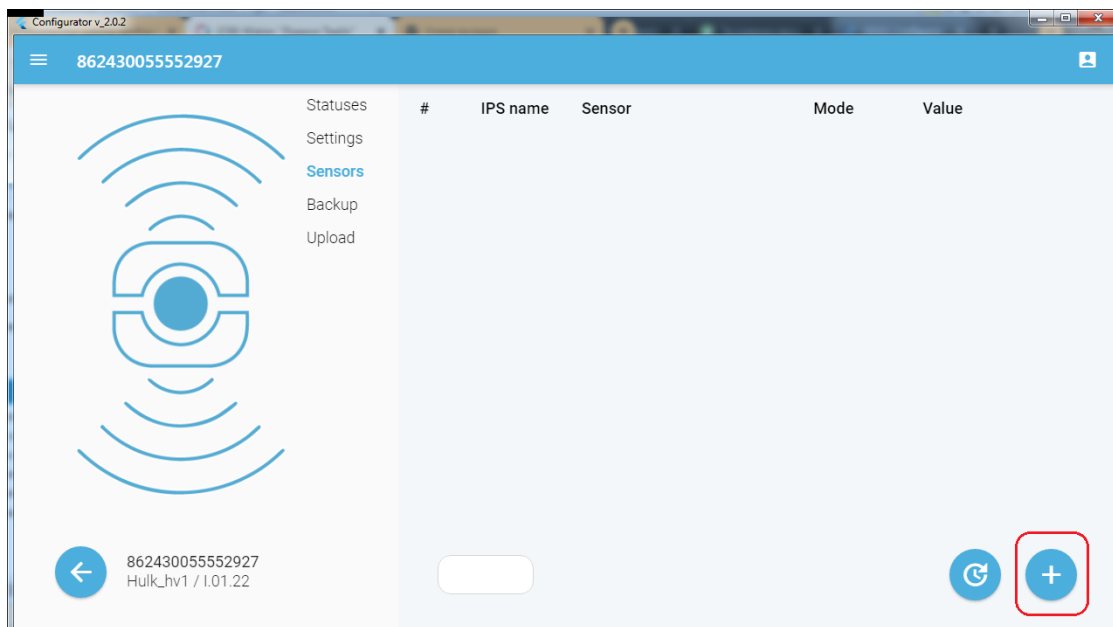 Configurator v_2.0.2
862430055552927
Statuses
Settings
Sensors
Backup
Upload
# IPS name Sensor Mode Value
862430055552927
Hulk_hv1 / I.01.22